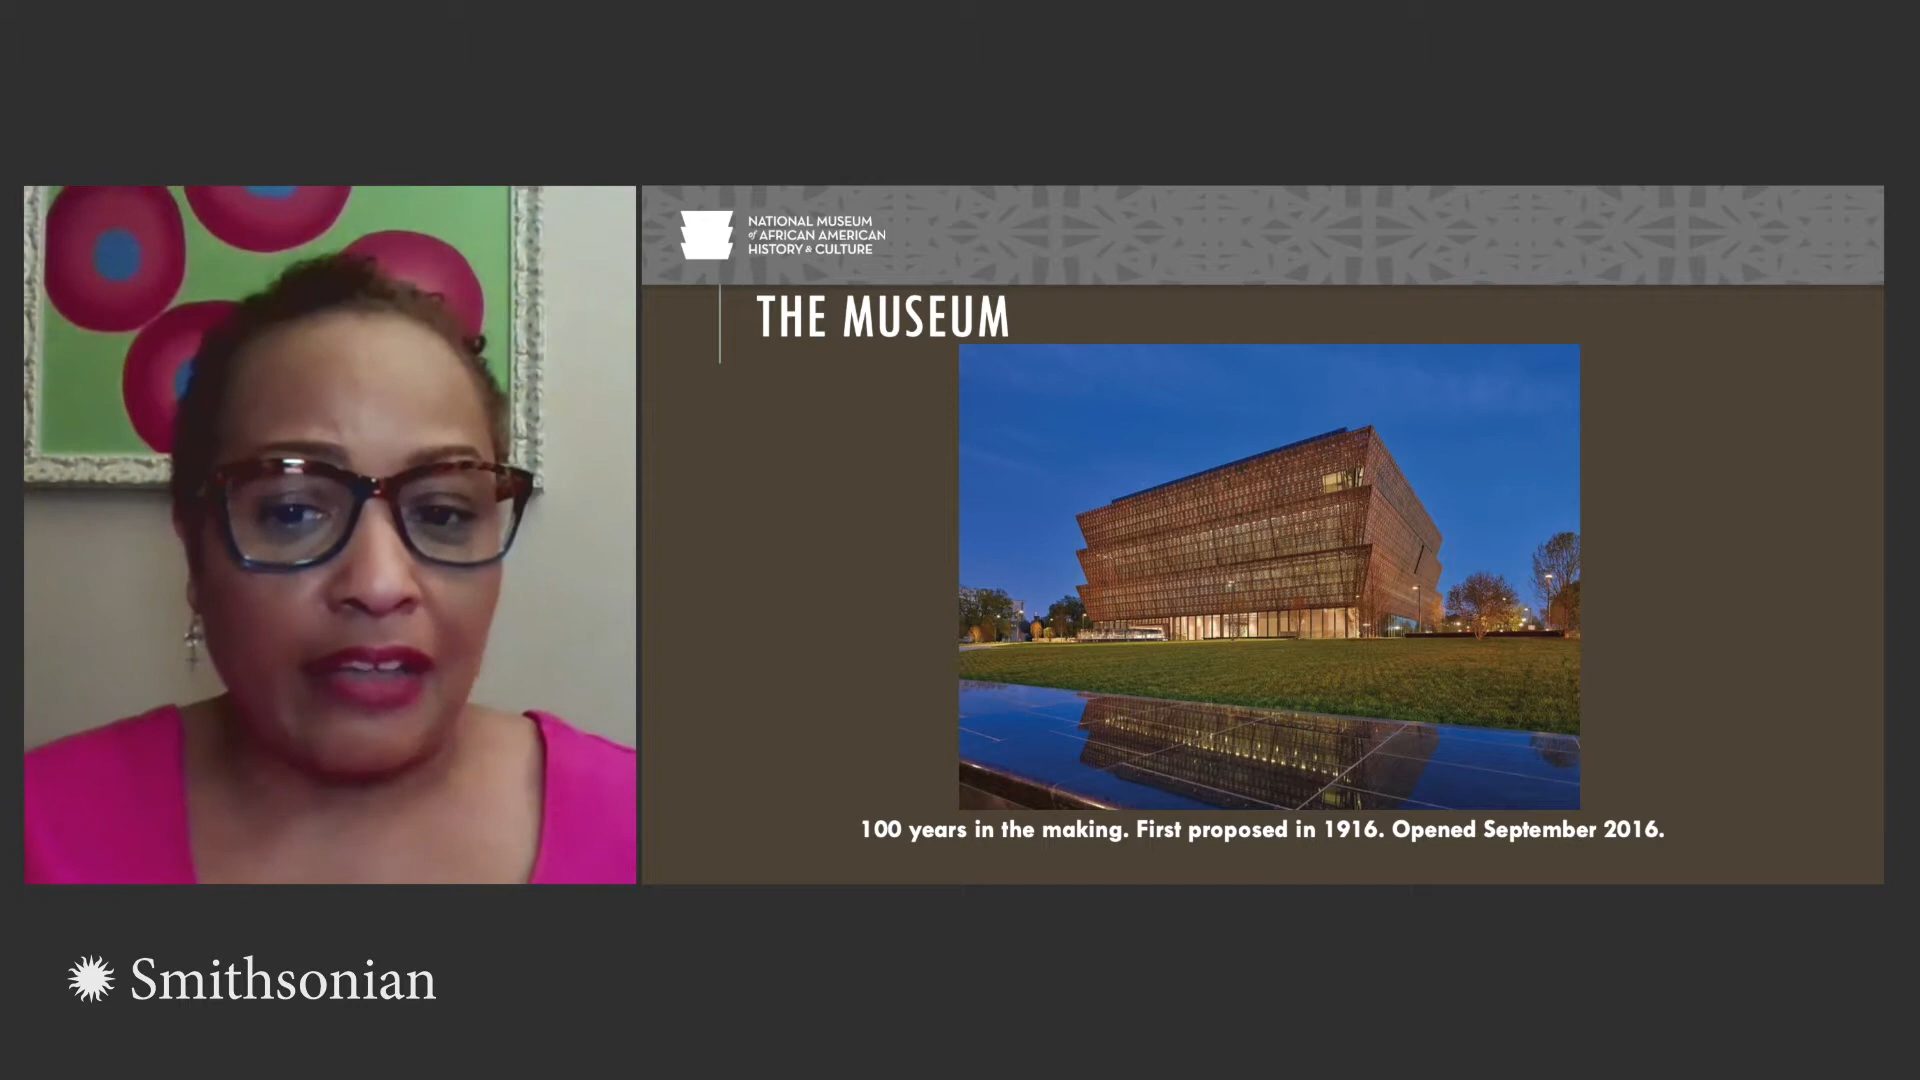 NATIONAL MUSEUM
of AFRICAN AMERICAN
HISTORY & CULTURE
THE MUSEUM
100 years in the making. First proposed in 1916. Opened September 2016.
Smithsonian